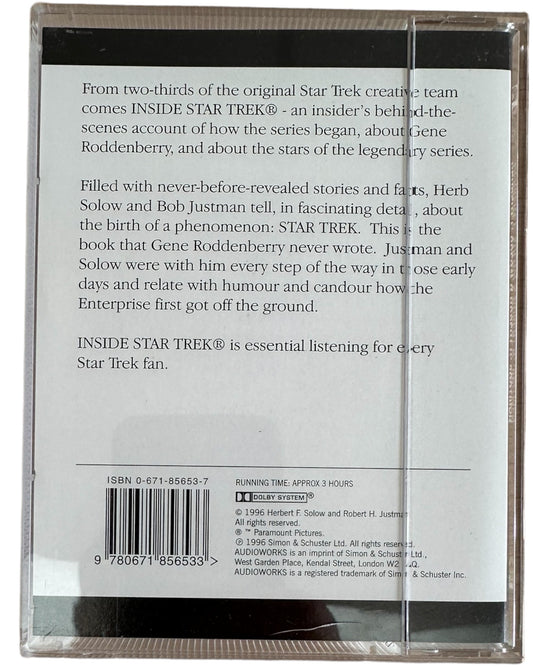 From two-thirds of the original Star Trek creative team
comes INSIDE STAR TREK® - an insider's behind-the-
scenes account of how the series began, about Gene
Roddenberry, and about the stars of the legendary series.
Filled with never-before-revealed stories and facts, Herb
Solow and Bob Justman tell, in fascinating detail, about
the birth of a phenomenon: STAR TREK. This is the
book that Gene Roddenberry never wrote. Justman and
Solow were with him every step of the way in those early
days and relate with humour and candour how the
Enterprise first got off the ground.
INSIDE STAR TREK® is essential listening for every
Star Trek fan.
ISBN 0-671-85653-7
9 780671 856533 >
RUNNING TIME: APPROX 3 HOURS
DOLBY SYSTEM ®
© 1996 Herbert F. Solow and Robert H. Justman
All rights reserved.
® ™ Paramount Pictures.
℗ 1996 Simon & Schuster Ltd. All rights reserved.
AUDIOWORKS is an imprint of Simon & Schuster Ltd.,
West Garden Place, Kendal Street, London W2
AUDIOWORKS is a registered trademark of Simon & Schuster Inc.